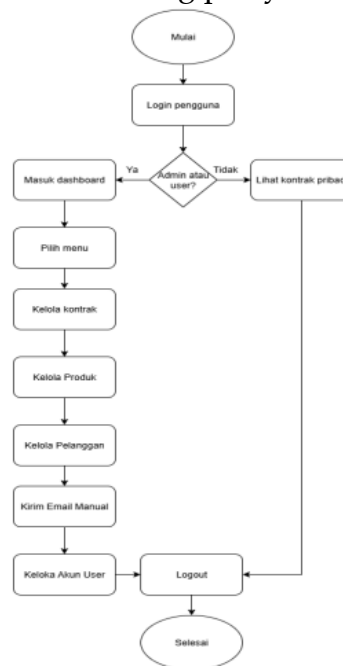 Mulai
Login pengguna
Admin atau
user?
Ya
Tidak
Masuk dashboard
Lihat kontrak pribad
Pilih menu
Kelola kontrak
Kelola Produk
Kelola Pelanggan
Kirim Email Manual
Keloka Akun User
Logout
Selesai